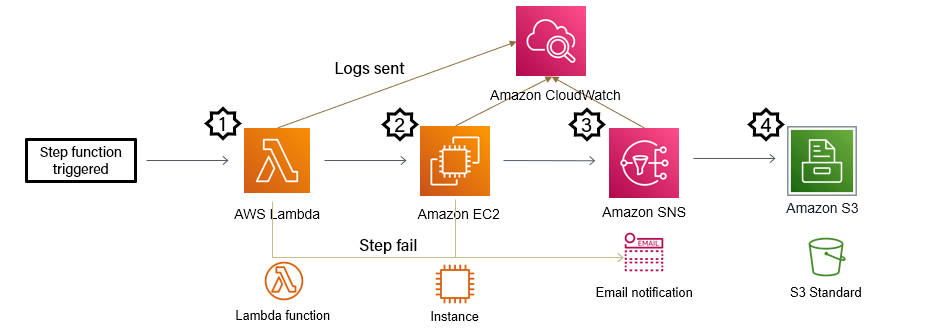 Logs sent
Amazon CloudWatch
1
2
3
4
Step function
triggered
AWS Lambda
Amazon EC2
Amazon SNS
Amazon S3
Step fail
EMAIL
Lambda function
Instance
Email notification
S3 Standard